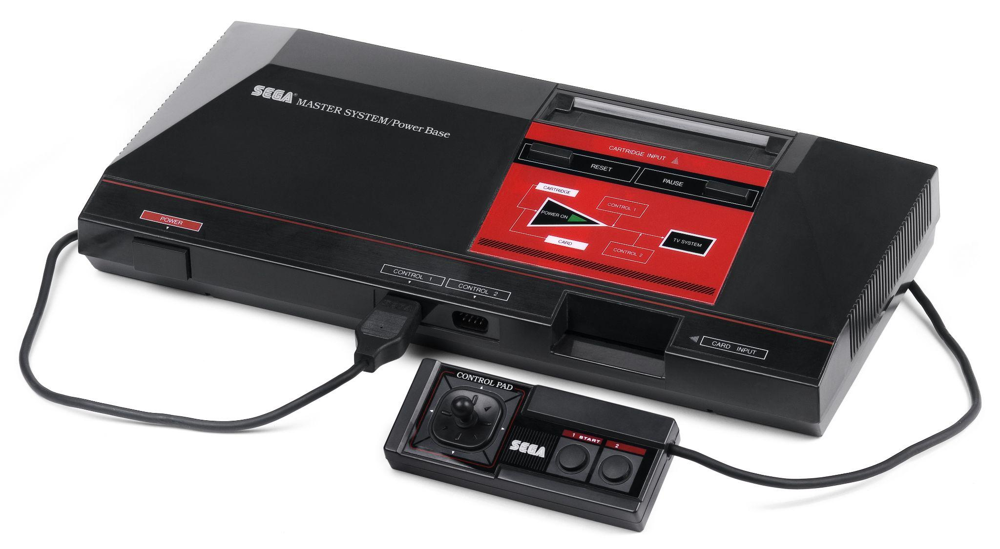 SEGA® MASTER SYSTEM/Power Base
CARTRIDGE INPUT
RESET
PAUSE
CARTRIDGE
POWER ON
CONTROL 1
CARD
TV SYSTEM
CONTROL 2
POWER
CONTROL 1
CONTROL 2
SEGA
CARD INPUT
CONTROL PAD
SEGA
1 START
2